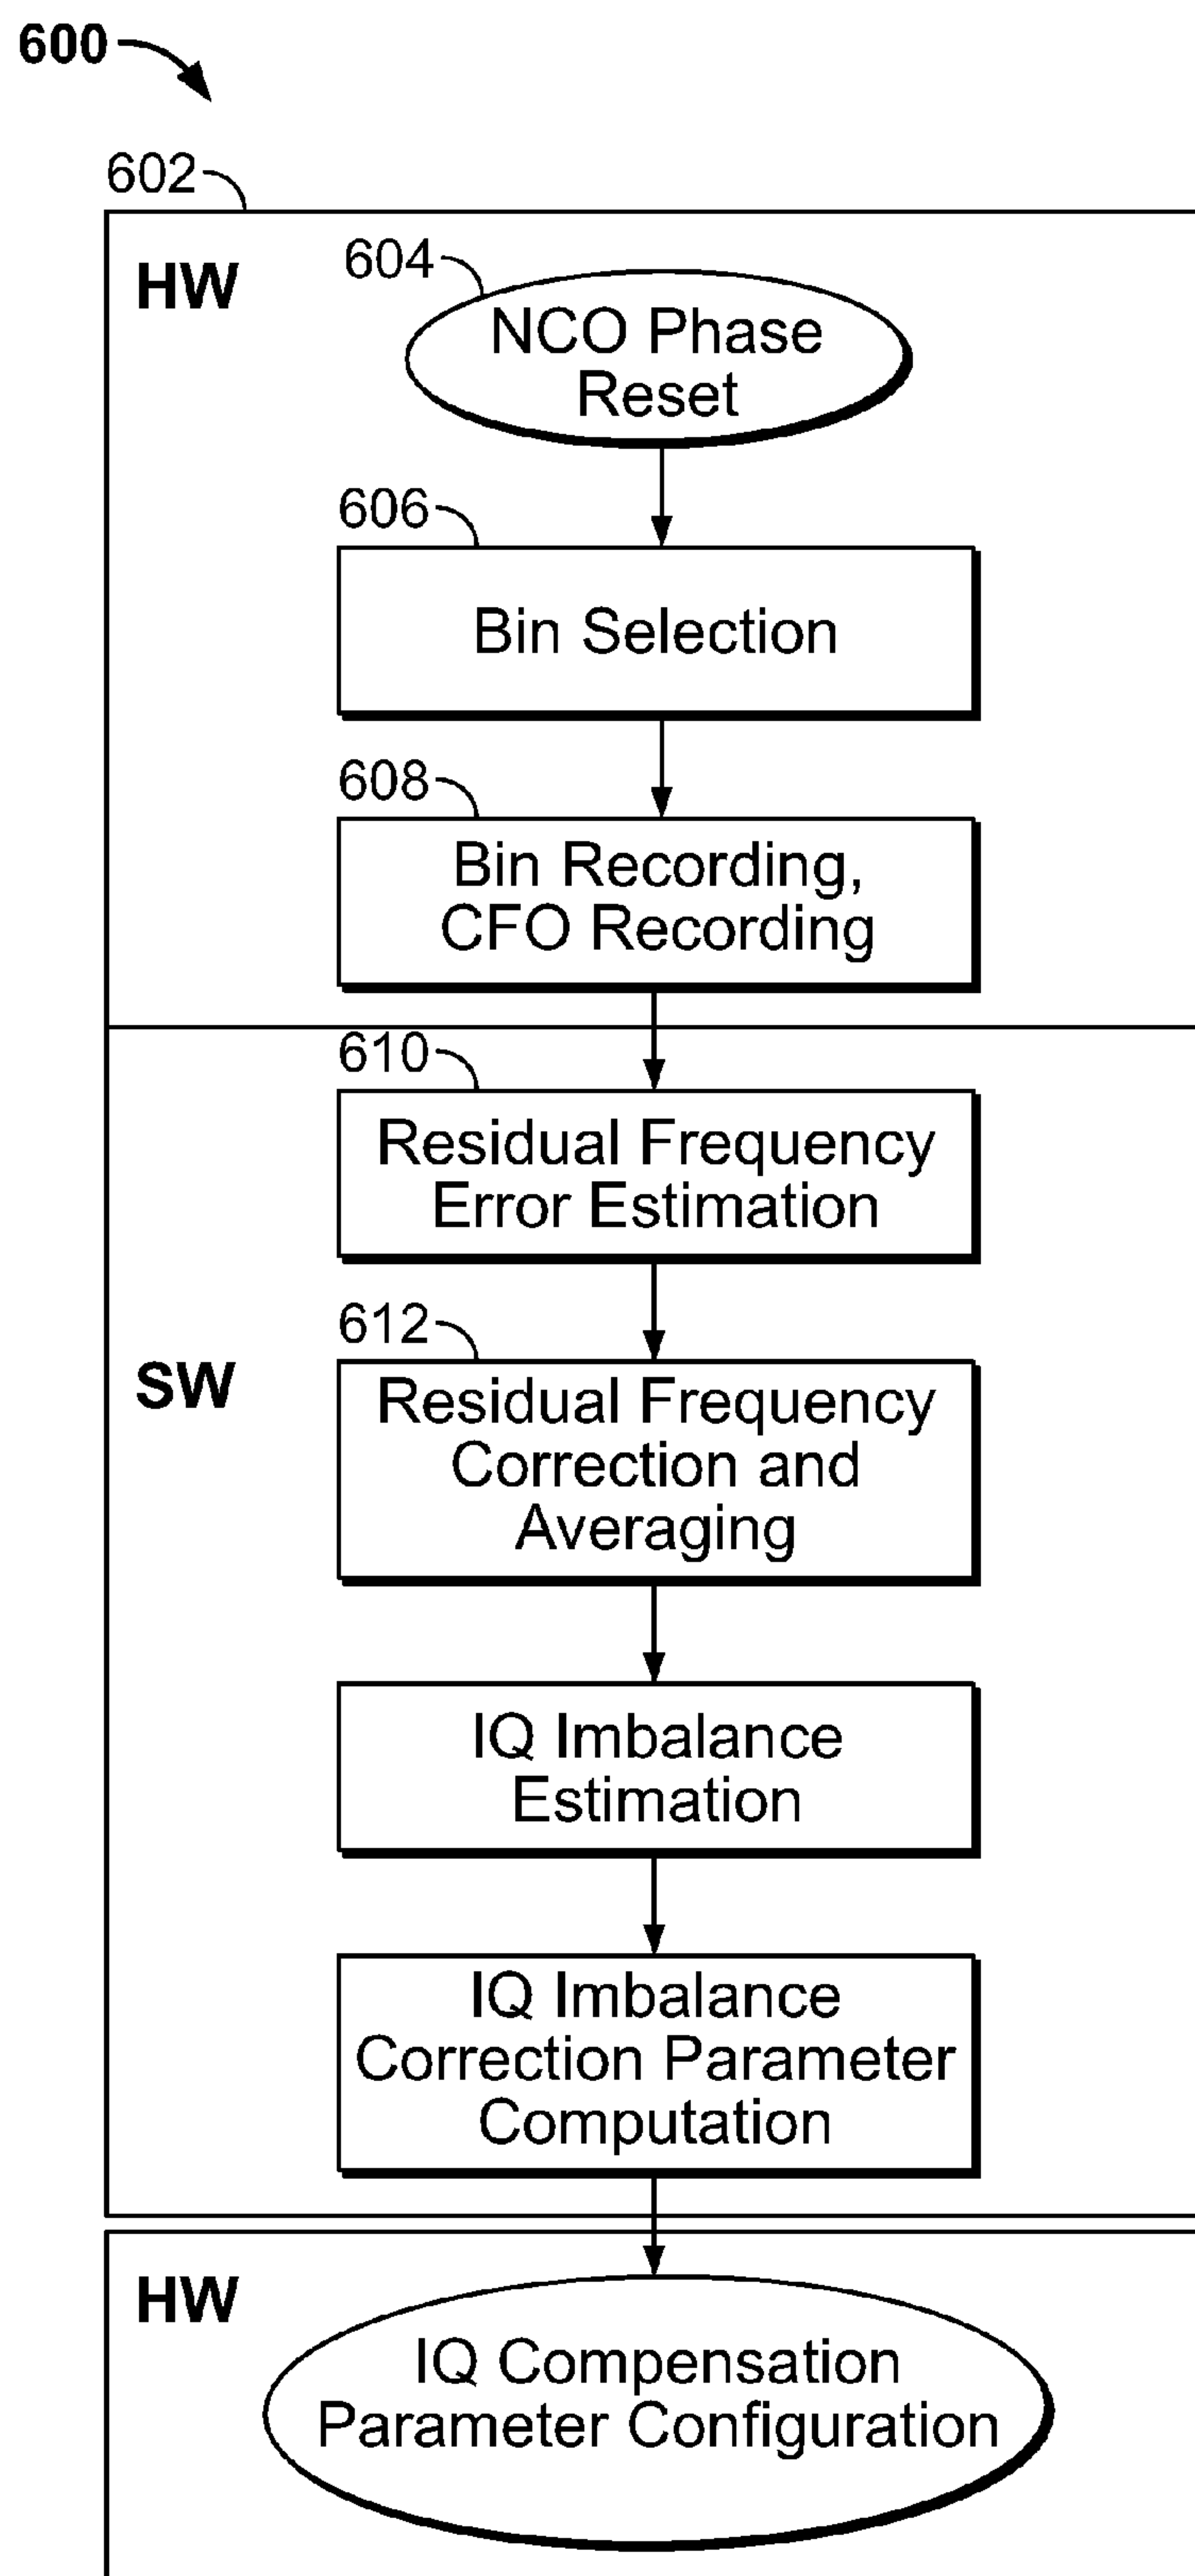 600
602
HW
604
NCO Phase
Reset
606
Bin Selection
608
Bin Recording,
CFO Recording
610
Residual Frequency
Error Estimation
SW
612
Residual Frequency
Correction and
Averaging
IQ Imbalance
Estimation
IQ Imbalance
Correction Parameter
Computation
HW
IQ Compensation
Parameter Configuration